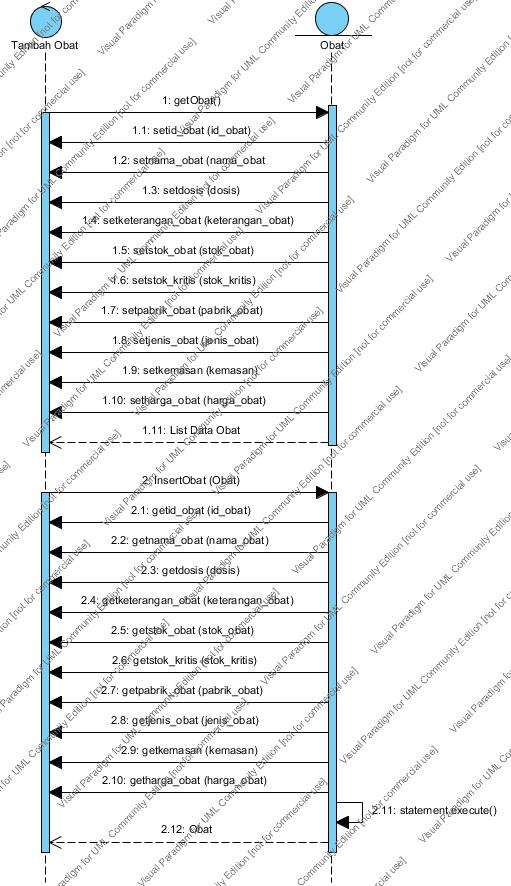 Tambah Obat
Obat
1: getObat()
1.1: setid_obat (id_obat)
1.2: setnama_obat (nama_obat
1.3: setdosis (dosis)
1.4: setketerangan_obat (keterangan_obat)
1.5: setstok_obat (stok_obat)
1.6: setstok_kritis (stok_kritis)
1.7: setpabrik_obat (pabrik_obat)
1.8: setjenis_obat (jenis_obat)
1.9: setkemasan (kemasan)
1.10: setharga_obat (harga_obat)
1.11: List Data Obat
2: InsertObat (Obat)
2.1: getid_obat (id_obat)
2.2: getnama_obat (nama_obat)
2.3: getdosis (dosis)
2.4: getketerangan_obat (keterangan_obat)
2.5: getstok_obat (stok_obat)
2.6: getstok_kritis (stok_kritis)
2.7: getpabrik_obat (pabrik_obat)
2.8: getjenis_obat (jenis_obat)
2.9: getkemasan (kemasan)
2.10: getharga_obat (harga_obat)
2.11: statement.execute()
2.12: Obat
Visual Paradigm for UML Community Edition [not for commercial use]